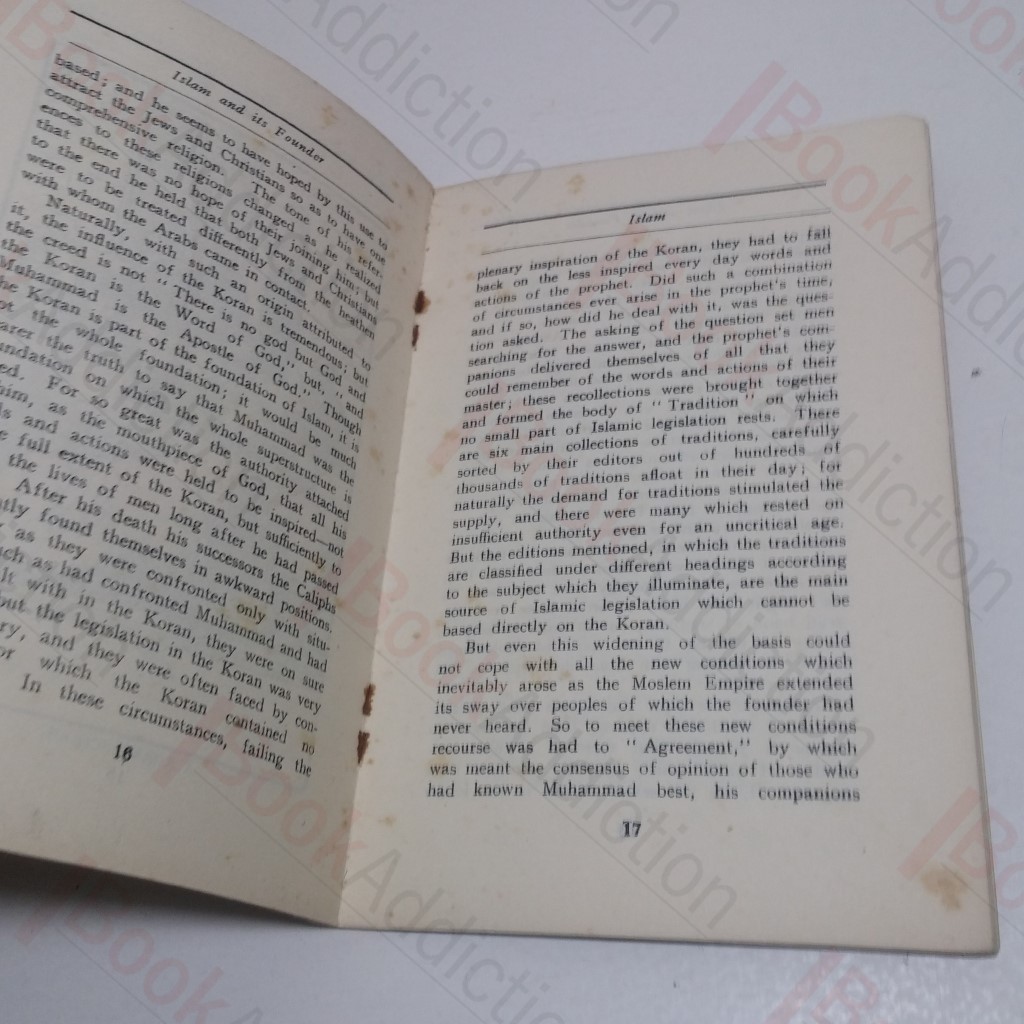 Islam and its Founder
based; and he seems to have hoped by this use to
attract the Jews and Christians so as to have one
comprehensive religion. The tone of his refer-
ences to these religions changed as he realized
that there was no hope of their joining him; but
to the end he held that both Jews and Christians
were to be treated differently from the heathen
with whom the Arabs came in contact.
Naturally, with such an origin attributed to
it, the influence of the Koran is tremendous; but
the creed is not "There is no god but God and
the Koran is the Word of God," but, "and
Muhammad is the Apostle of God." Though
the Koran is part of the foundation of Islam, it is
not the whole foundation; it would be much
nearer the truth to say that Muhammad was the
foundation on which the whole superstructure is
For so great was the authority attached
him, as the mouthpiece of God, that all his
and actions were held to be inspired—not
full extent of the Koran, but sufficiently to
the lives of men long after he had passed
After his death his successors the Caliphs
found themselves in awkward positions.
as they were confronted only with situ-
such as had confronted Muhammad and had
with in the Koran, they were on sure
but the legislation in the Koran was very
and they were often faced by con-
for which the Koran contained no
In these circumstances, failing the
16
Islam
plenary inspiration of the Koran, they had to fall
back on the less inspired every day words and
actions of the prophet. Did such a combination
of circumstances ever arise in the prophet's time,
and if so, how did he deal with it, was the ques-
tion asked. The asking of the question set men
searching for the answer, and the prophet's com-
panions delivered themselves of all that they
could remember of the words and actions of their
master; these recollections were brought together
and formed the body of "Tradition" on which
no small part of Islamic legislation rests. There
are six main collections of traditions, carefully
sorted by their editors out of hundreds of
thousands of traditions afloat in their day; for
naturally the demand for traditions stimulated the
supply, and there were many which rested on
insufficient authority even for an uncritical age.
But the editions mentioned, in which the traditions
are classified under different headings according
to the subject which they illuminate, are the main
source of Islamic legislation which cannot be
based directly on the Koran.
But even this widening of the basis could
not cope with all the new conditions which
inevitably arose as the Moslem Empire extended
its sway over peoples of which the founder had
never heard. So to meet these new conditions
recourse was had to "Agreement," by which
was meant the consensus of opinion of those who
had known Muhammad best, his companions
17
BookAddiction